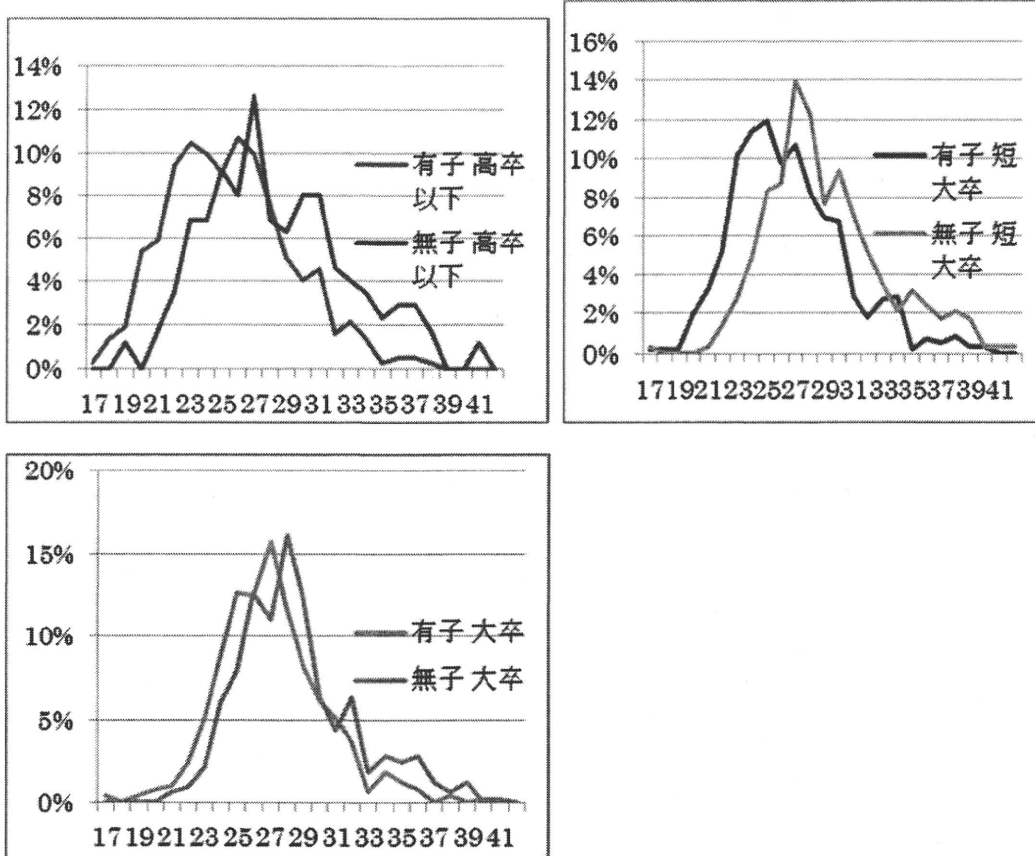 14%
12%
10%
8%
6%
4%
2%
0%
有子 高卒
以下
無子 高卒
以下
17192123252729313335373941
16%
14%
12%
10%
8%
6%
4%
2%
0%
有子 短
大卒
無子 短
大卒
17192123252729313335373941
20%
15%
10%
5%
0%
有子 大卒
無子 大卒
17192123252729313335373941